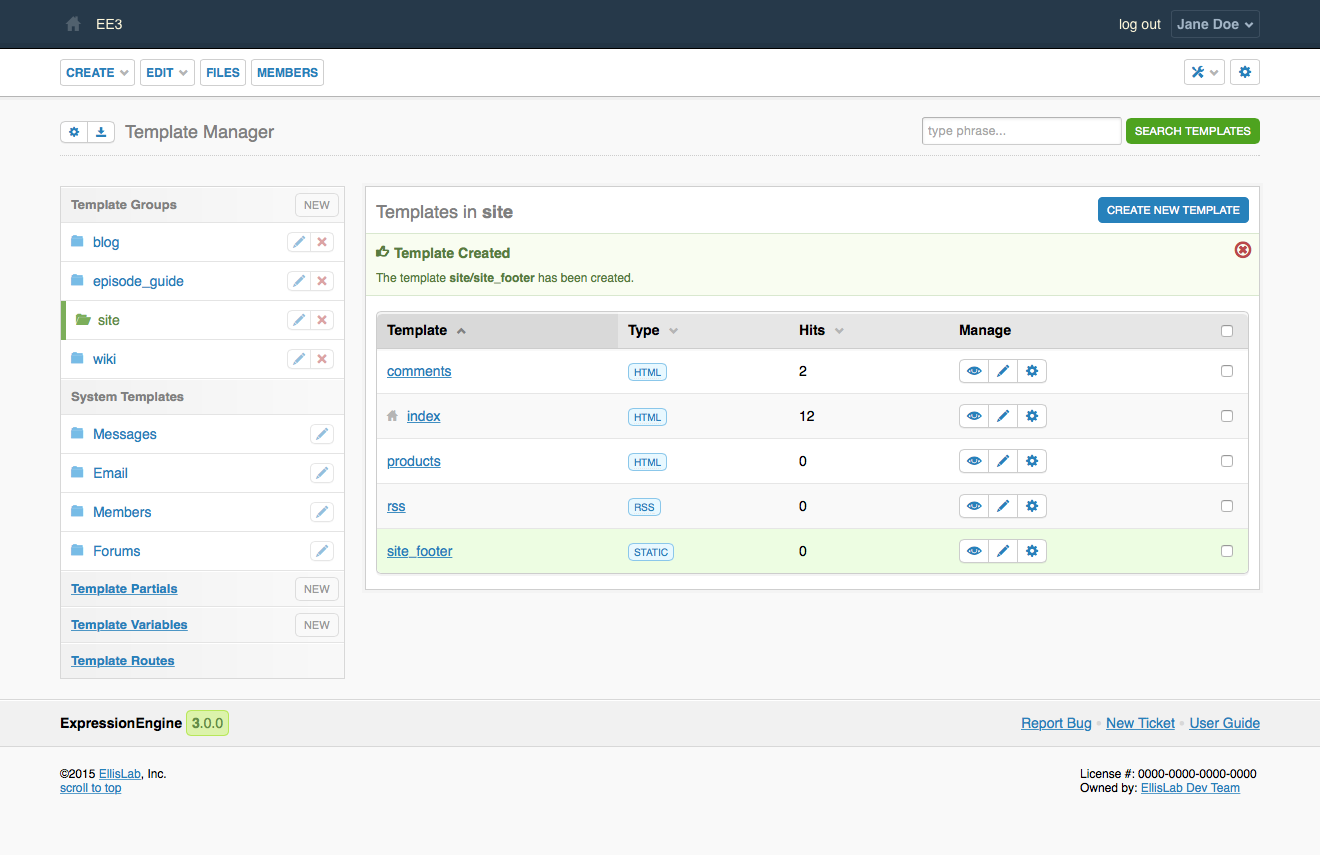 EE3 log out Jane Doe
CREATE EDIT FILES MEMBERS
Template Manager type phrase... SEARCH TEMPLATES
Template Groups NEW
blog
episode_guide
site
wiki
System Templates
Messages
Email
Members
Forums
Template Partials NEW
Template Variables NEW
Template Routes
Templates in site CREATE NEW TEMPLATE
Template Created
The template site/site_footer has been created.
Template Type Hits Manage
comments HTML 2
index HTML 12
products HTML 0
rss RSS 0
site_footer STATIC 0
ExpressionEngine 3.0.0 Report Bug New Ticket User Guide
©2015 EllisLab, Inc. License #: 0000-0000-0000-0000
scroll to top Owned by: EllisLab Dev Team